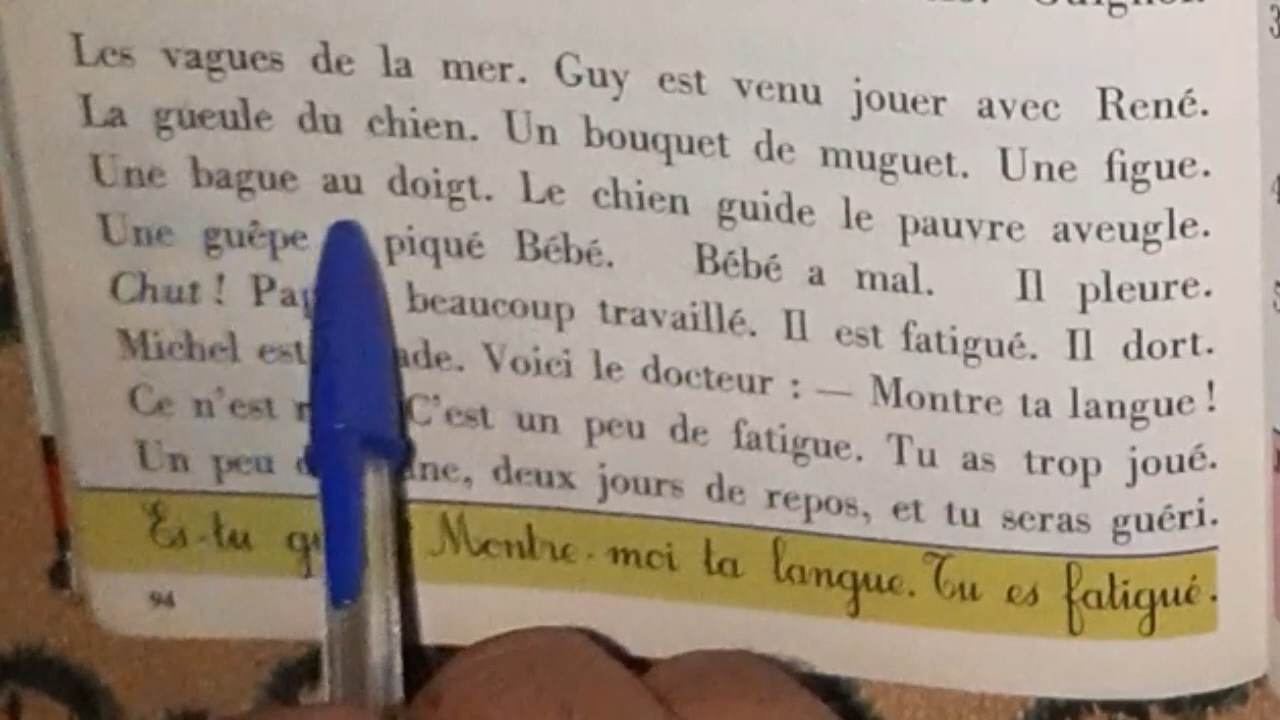 Les vagues de la mer. Guy est venu jouer avec René.
La gueule du chien. Un bouquet de muguet. Une figue.
Une bague au doigt. Le chien guide le pauvre aveugle.
Une guêpe piqué Bébé. Bébé a mal. Il pleure.
Chut ! beaucoup travaillé. Il est fatigué. Il dort.
Michel est Voici le docteur : — Montre ta langue !
Ce n'est C'est un peu de fatigue. Tu as trop joué.
Un peu deux jours de repos, et tu seras guéri.
Es-tu Montre-moi ta langue. Tu es fatigué.
94